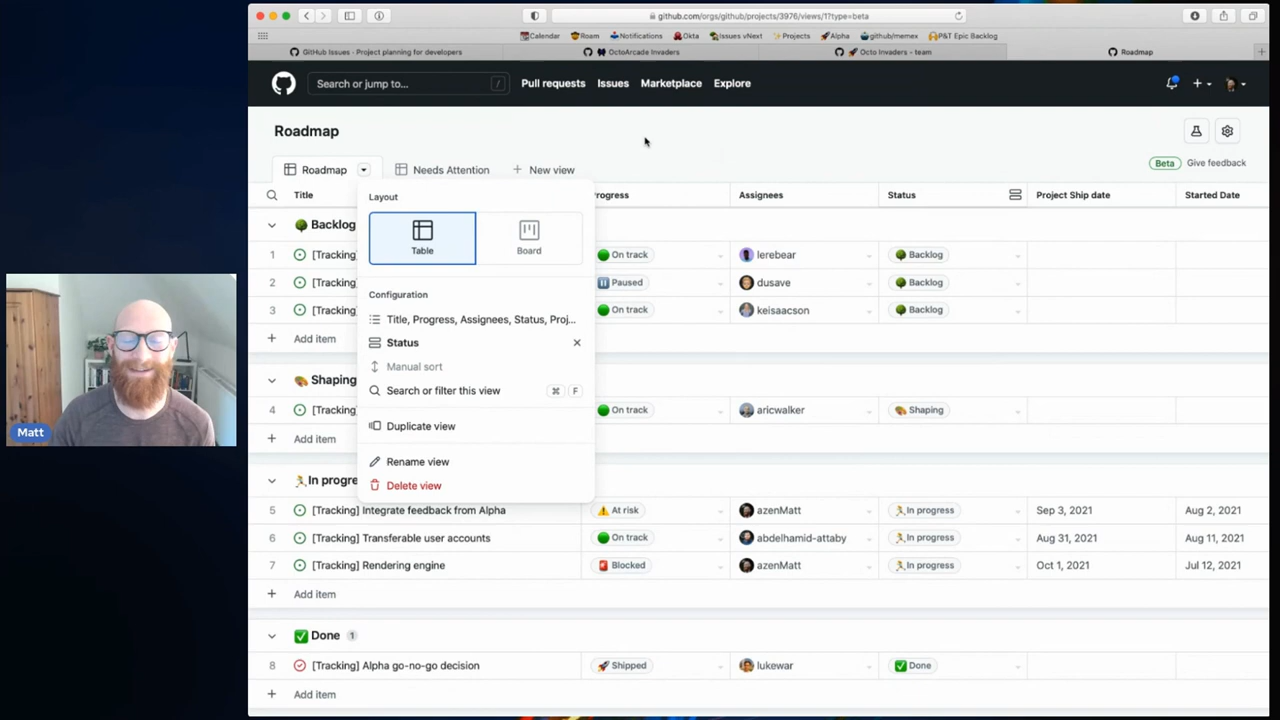 github.com/orgs/github/projects/3976/views/1?type=beta
Calendar Roam Notifications Okta Issues vNext Projects Alpha github/memex P&T Epic Backlog
GitHub Issues - Project planning for developers OctoArcade Invaders Octo Invaders - team Roadmap
Search or jump to... / Pull requests Issues Marketplace Explore
Roadmap
Roadmap Needs Attention + New view Beta Give feedback
Title rogress Assignees Status Project Ship date Started Date
Layout
Table Board
Configuration
Title, Progress, Assignees, Status, Proj...
Status
Manual sort
Search or filter this view ⌘ F
Duplicate view
Rename view
Delete view
Backlog
1 [Tracking On track lerebear Backlog
2 [Tracking Paused dusave Backlog
3 [Tracking On track keisaacson Backlog
+ Add item
Shaping
4 [Tracking On track aricwalker Shaping
+ Add item
In progre
5 [Tracking] Integrate feedback from Alpha At risk azenMatt In progress Sep 3, 2021 Aug 2, 2021
6 [Tracking] Transferable user accounts On track abdelhamid-attaby In progress Aug 31, 2021 Aug 11, 2021
7 [Tracking] Rendering engine Blocked azenMatt In progress Oct 1, 2021 Jul 12, 2021
+ Add item
Done 1
8 [Tracking] Alpha go-no-go decision Shipped lukewar Done
+ Add item
Matt